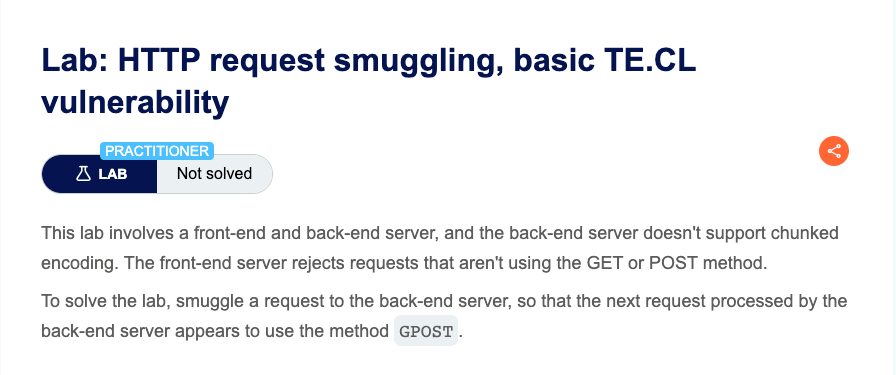 Lab: HTTP request smuggling, basic TE.CL
vulnerability
PRACTITIONER
LAB
Not solved
This lab involves a front-end and back-end server, and the back-end server doesn't support chunked
encoding. The front-end server rejects requests that aren't using the GET or POST method.
To solve the lab, smuggle a request to the back-end server, so that the next request processed by the
back-end server appears to use the method GPOST.